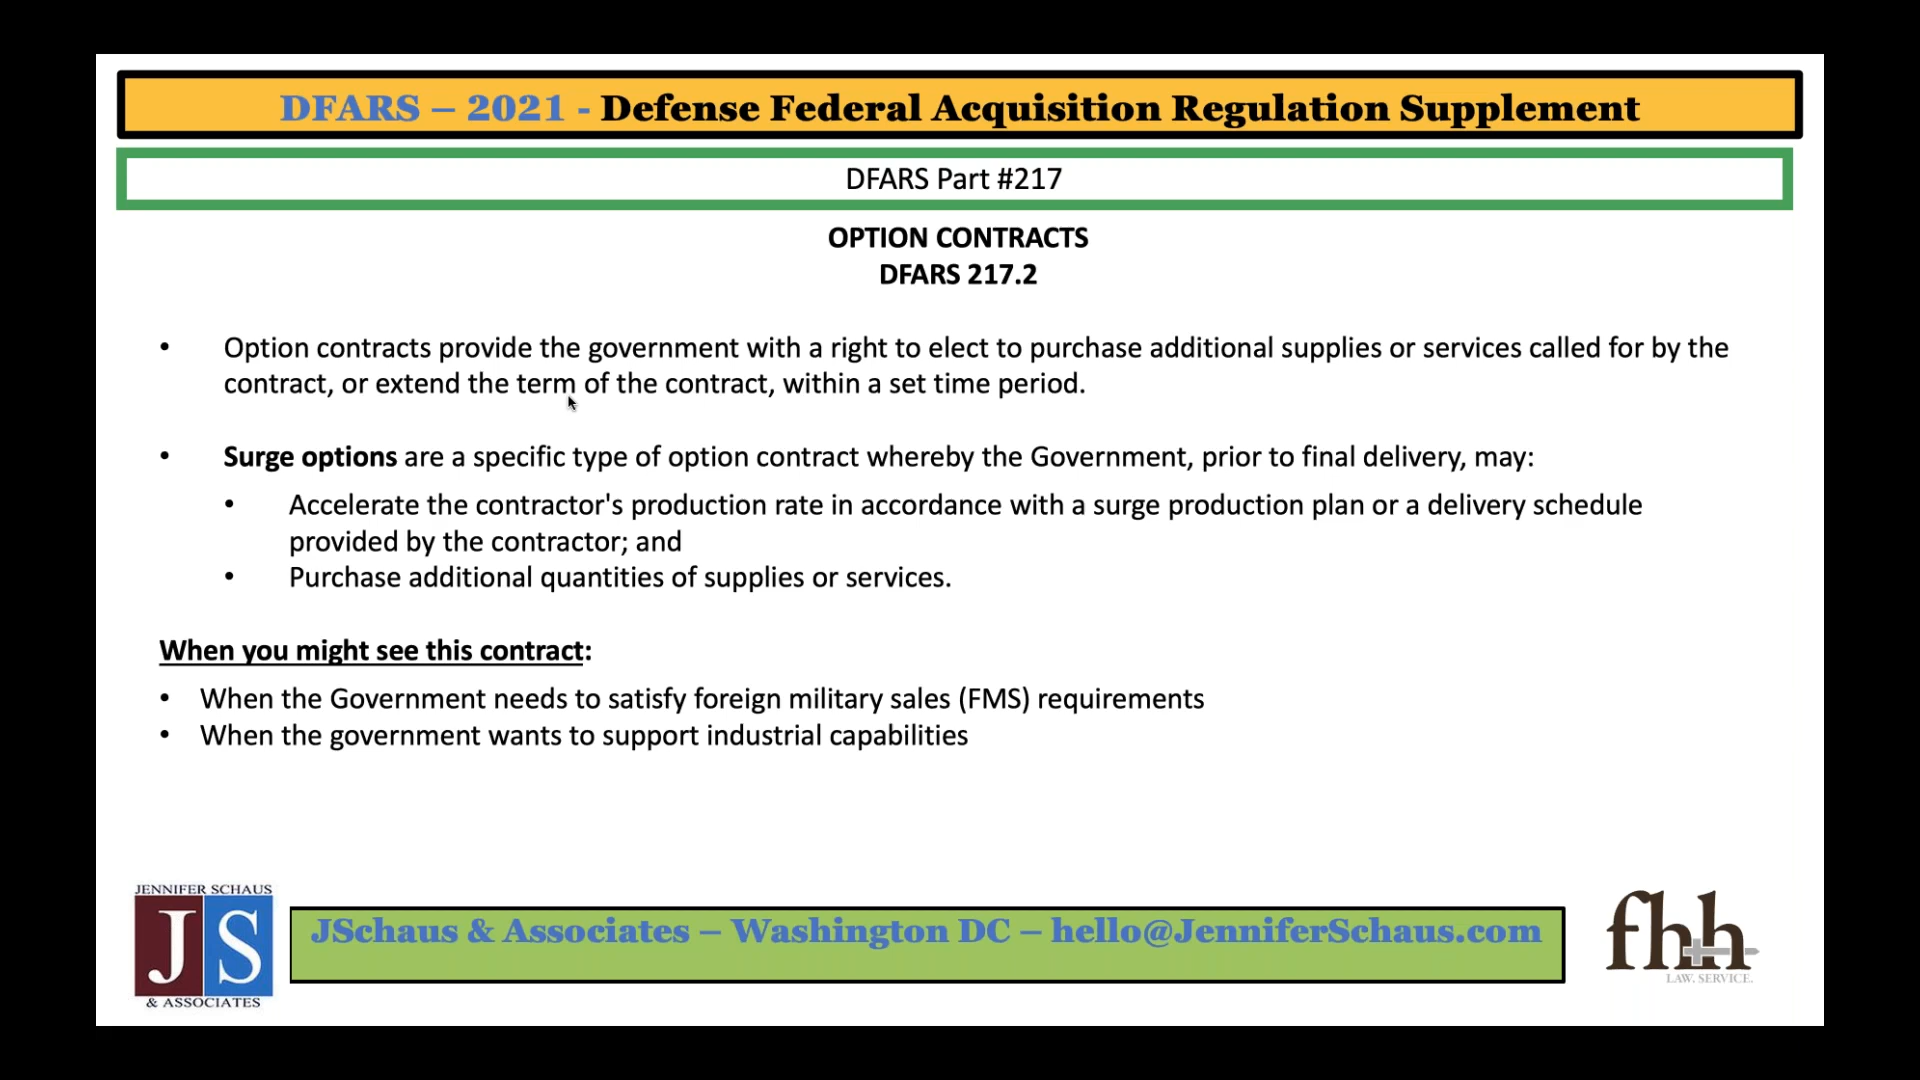 DFARS – 2021 - Defense Federal Acquisition Regulation Supplement
DFARS Part #217
OPTION CONTRACTS
DFARS 217.2
• Option contracts provide the government with a right to elect to purchase additional supplies or services called for by the
contract, or extend the term of the contract, within a set time period.
• Surge options are a specific type of option contract whereby the Government, prior to final delivery, may:
• Accelerate the contractor's production rate in accordance with a surge production plan or a delivery schedule
provided by the contractor; and
• Purchase additional quantities of supplies or services.
When you might see this contract:
• When the Government needs to satisfy foreign military sales (FMS) requirements
• When the government wants to support industrial capabilities
JENNIFER SCHAUS
JS
& ASSOCIATES
JSchaus & Associates – Washington DC – hello@JenniferSchaus.com
fhh
LAW. SERVICE.